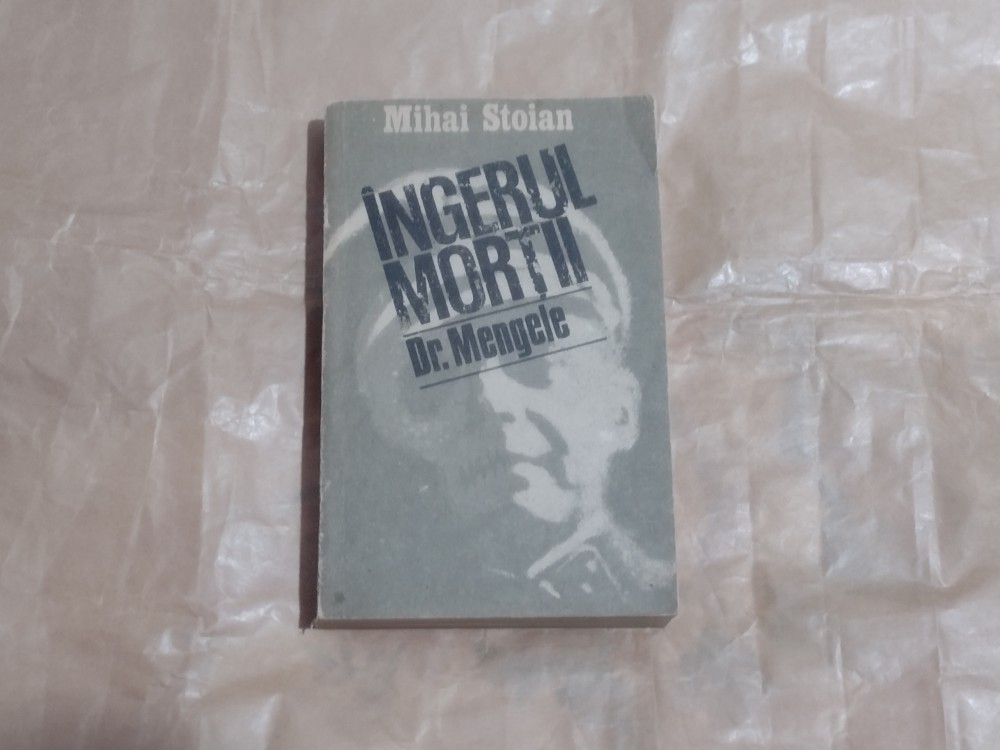 Mihai Stoian
ÎNGERUL
MORȚII
Dr. Mengele